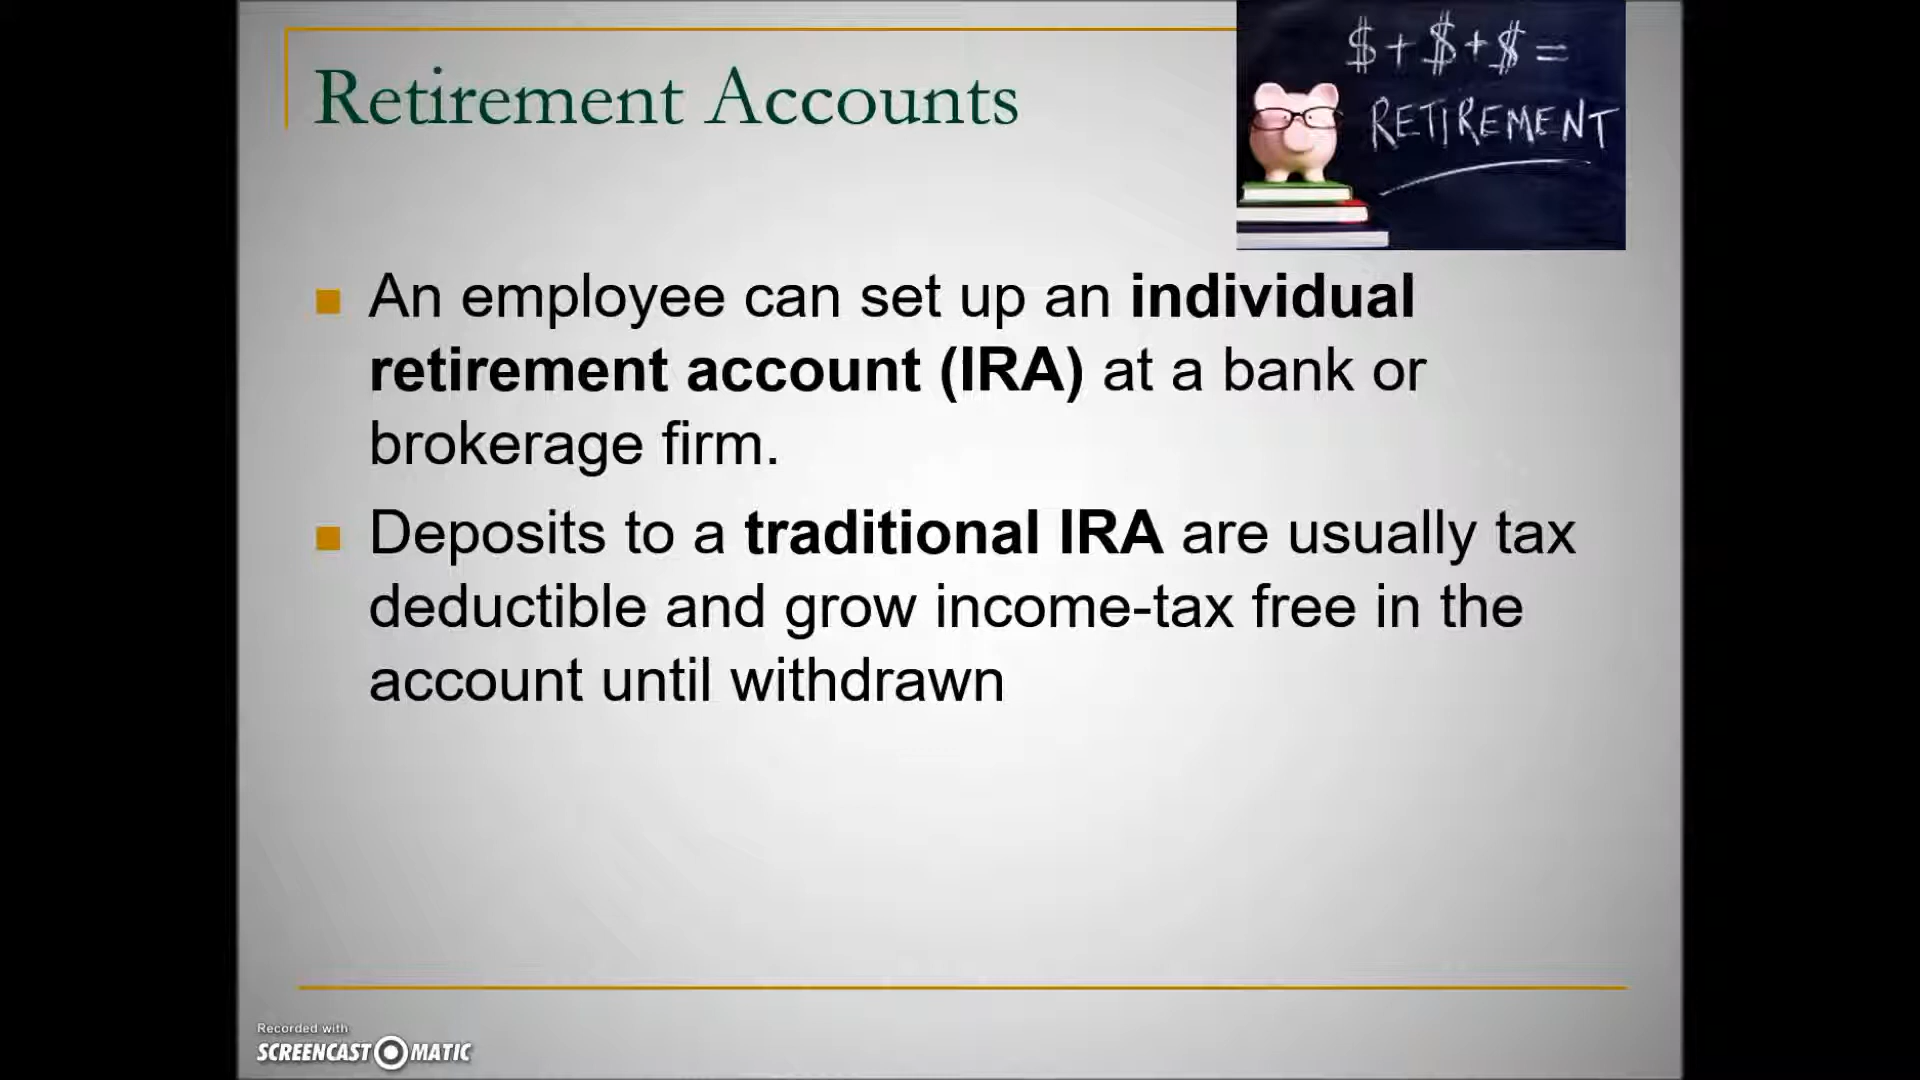 Retirement Accounts
$+$+$=
RETIREMENT
An employee can set up an individual
retirement account (IRA) at a bank or
brokerage firm.
Deposits to a traditional IRA are usually tax
deductible and grow income-tax free in the
account until withdrawn
Recorded with
SCREENCAST MATIC